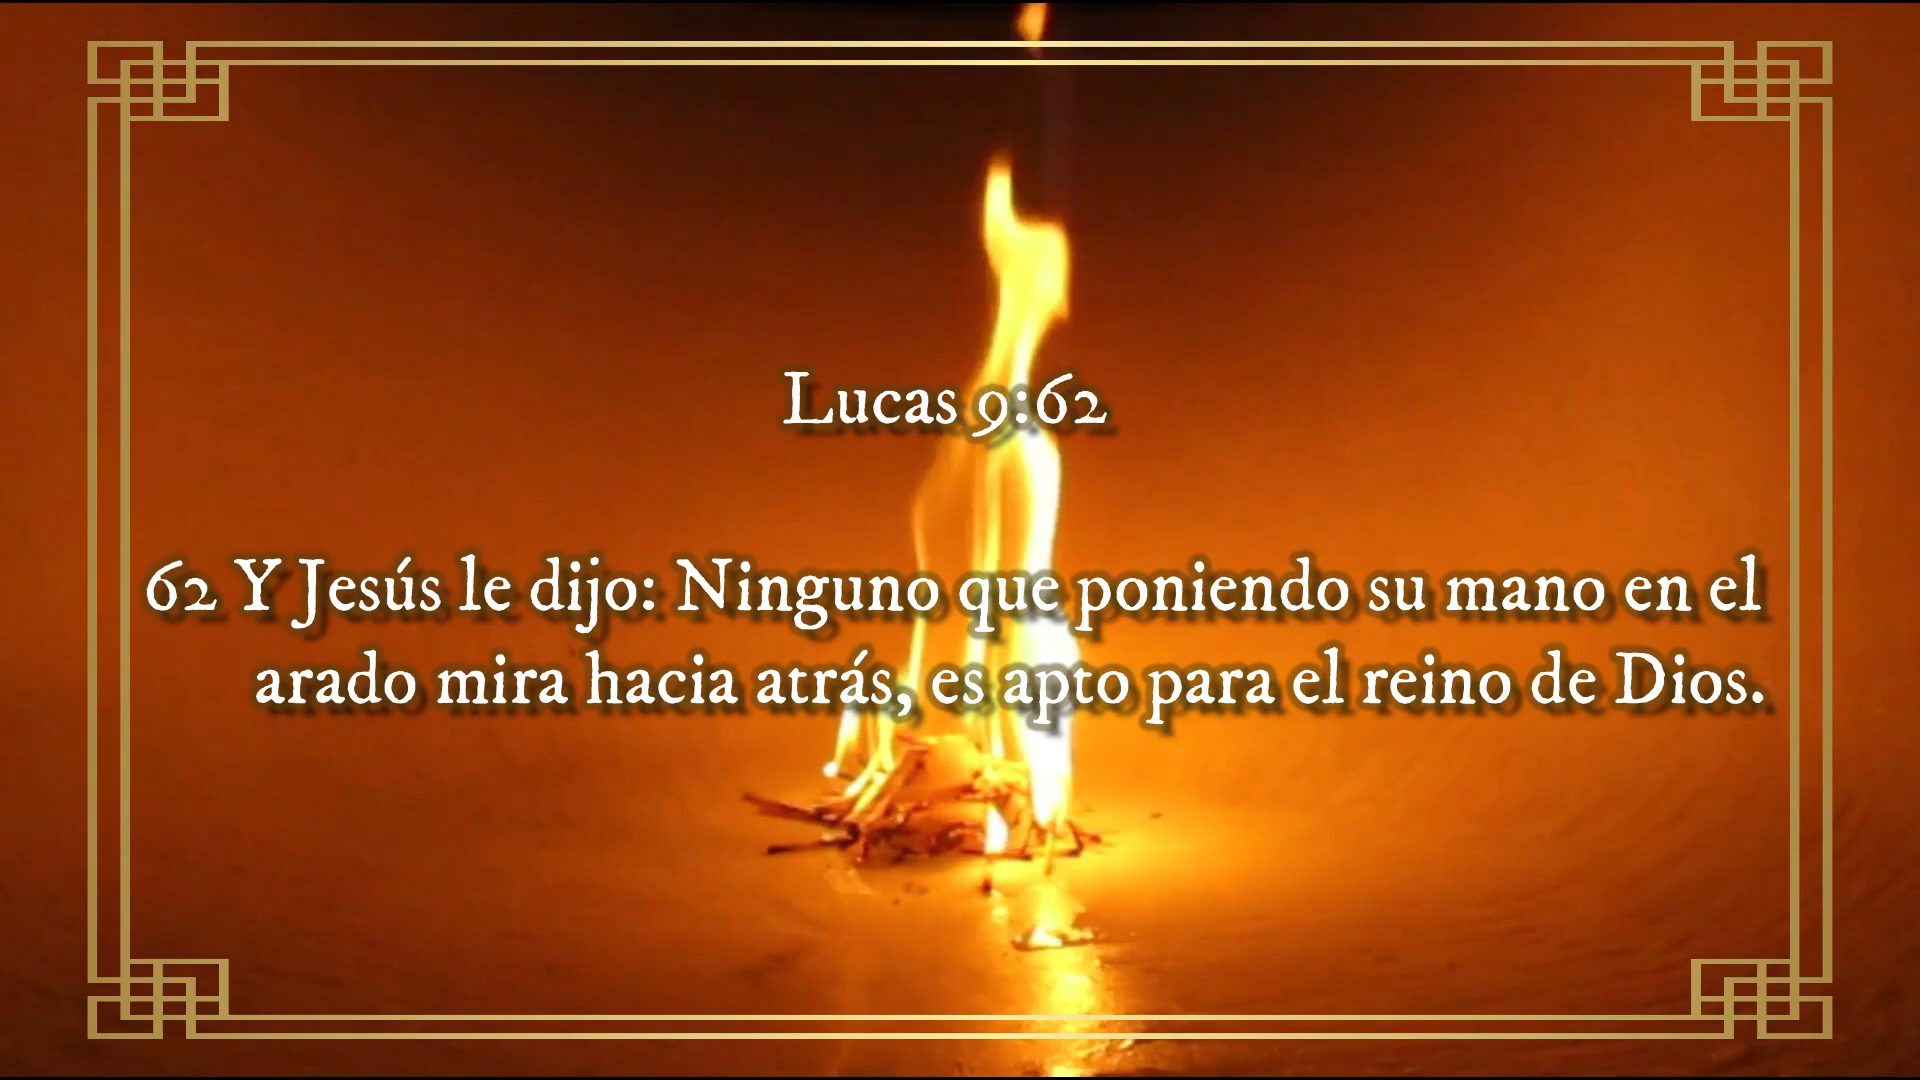 Lucas 9:62
62 Y Jesús le dijo: Ninguno que poniendo su mano en el
arado mira hacia atrás, es apto para el reino de Dios.